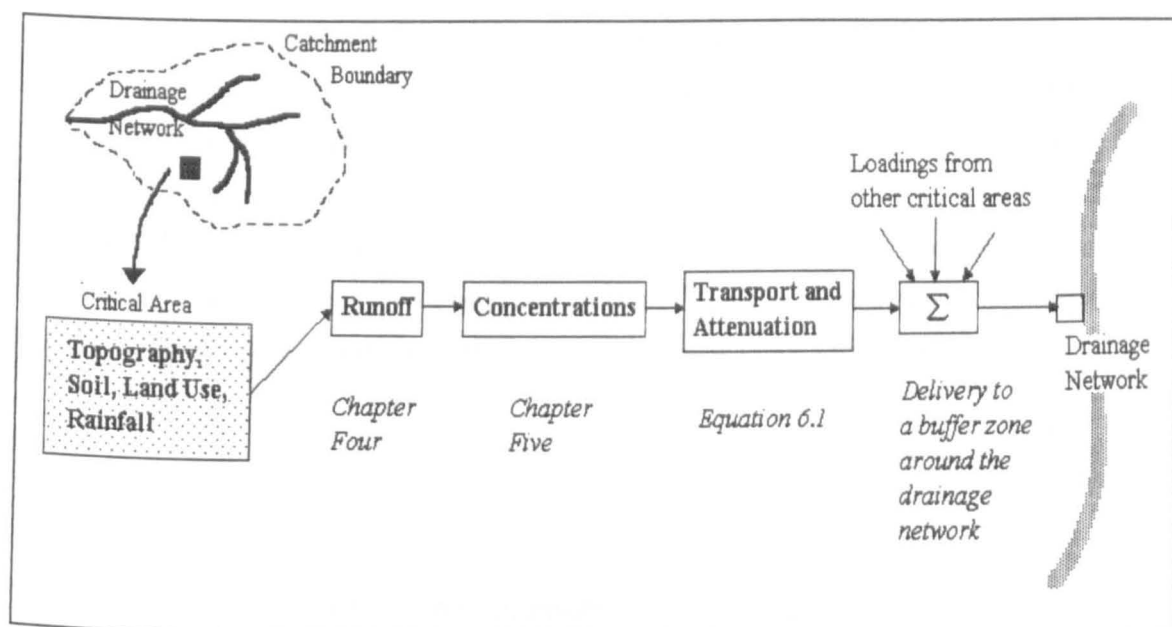 Catchment
Boundary
Drainage
Network
Critical Area
Topography,
Soil, Land Use,
Rainfall
Runoff
Chapter
Four
Concentrations
Chapter
Five
Transport and
Attenuation
Equation 6.1
Loadings from
other critical areas
Σ
Delivery to
a buffer zone
around the
drainage
network
Drainage
Network